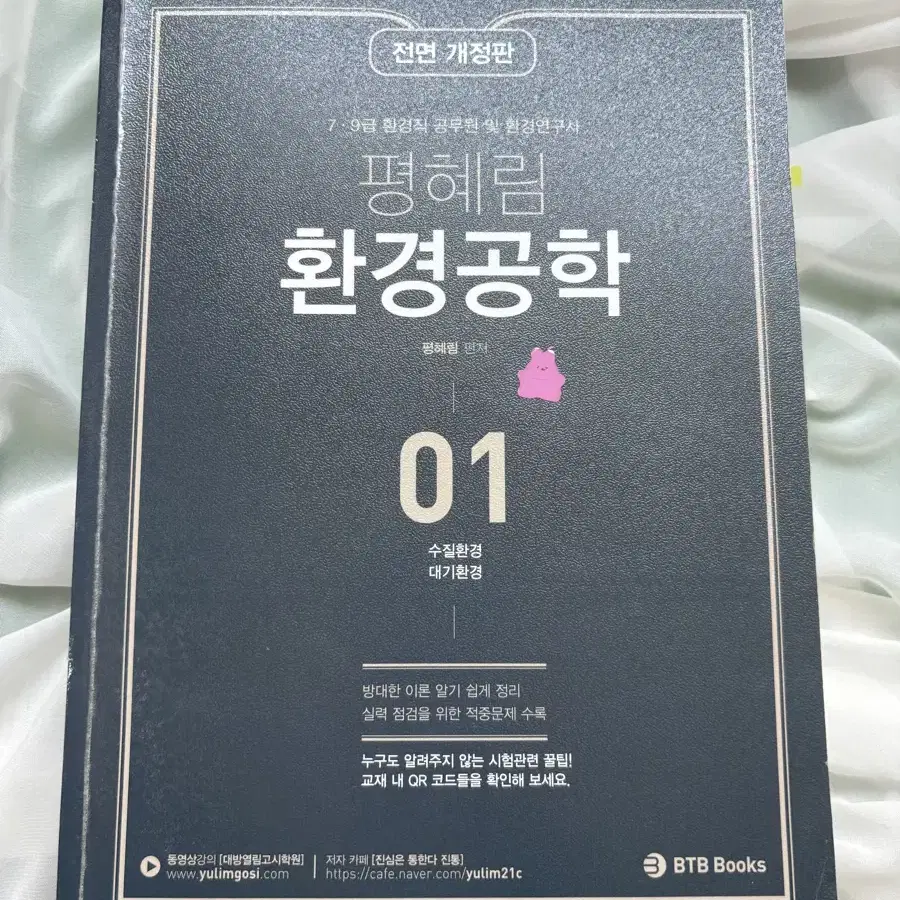 전면 개정판
7·9급 환경직 공무원 및 환경연구사
평혜림
환경공학
평혜림 편저
01
수질환경
대기환경
방대한 이론 알기 쉽게 정리
실력 점검을 위한 적중문제 수록
누구도 알려주지 않는 시험관련 꿀팁!
교재 내 QR 코드들을 확인해 보세요.
동영상강의 [대방열림고시학원]
www.yulimgosi.com
저자 카페 [진심은 통한다 진통]
https://cafe.naver.com/yulim21c
BTB Books